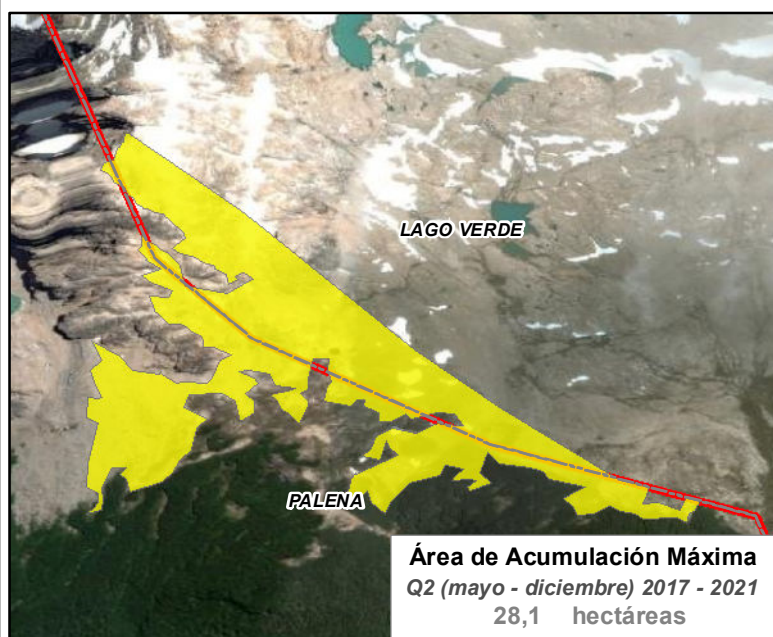 LAGO VERDE
PALENA
Área de Acumulación Máxima
Q2 (mayo - diciembre) 2017 - 2021
28,1 hectáreas